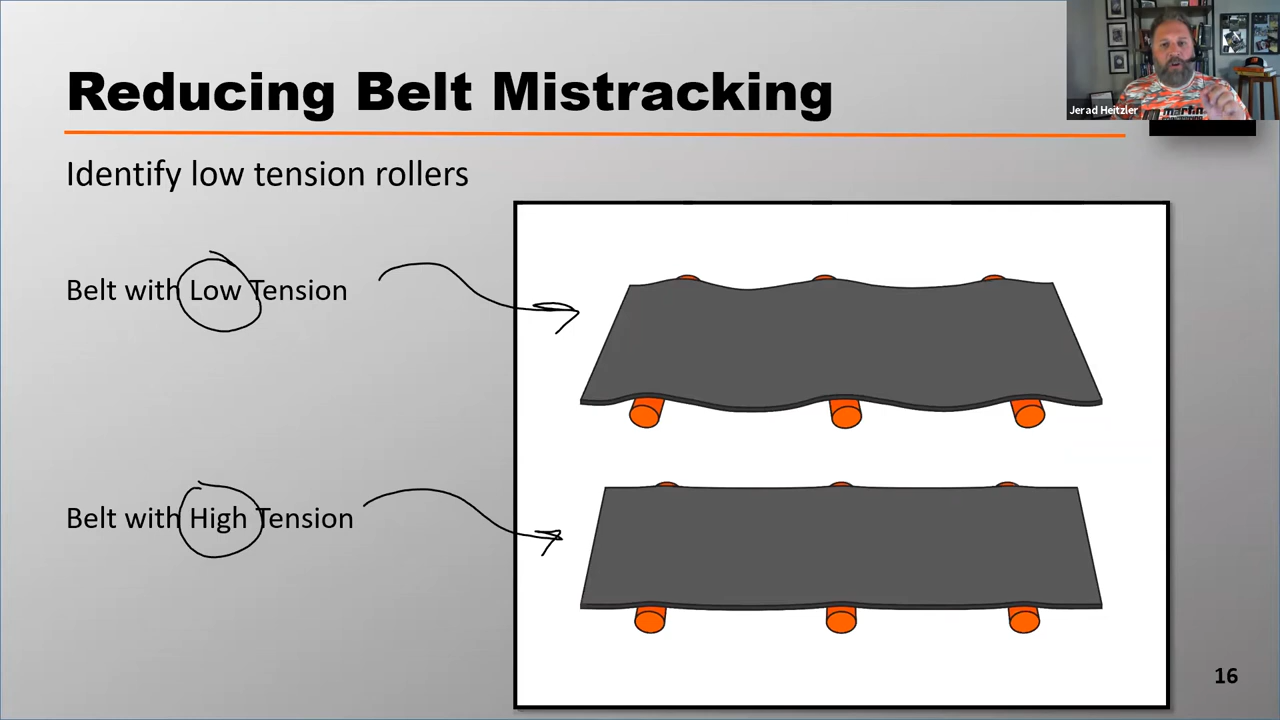 Reducing Belt Mistracking
Jerad Heitzler
Identify low tension rollers
Belt with Low Tension
Belt with High Tension
16